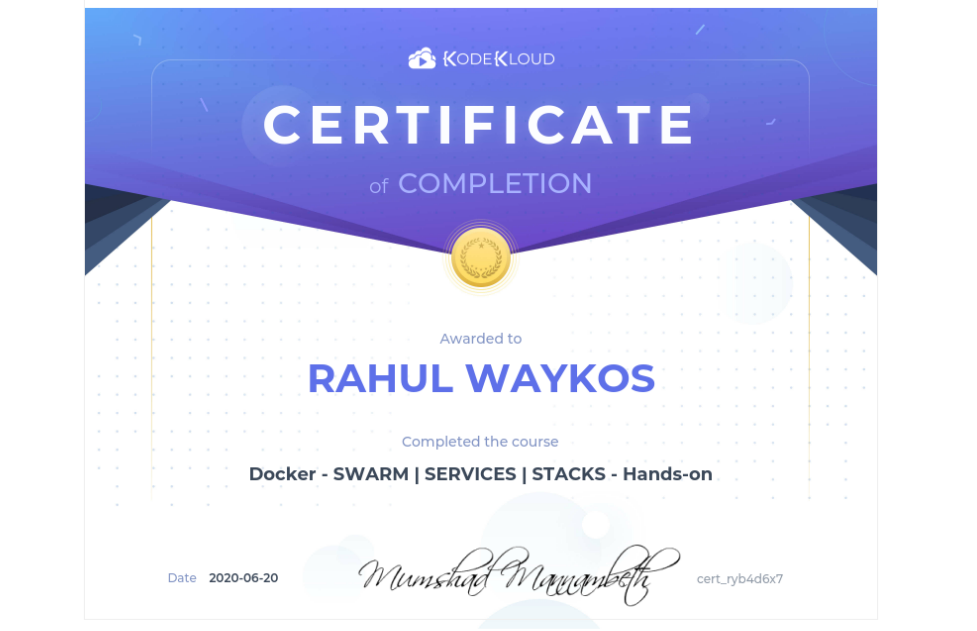 KODEKLOUD
CERTIFICATE
of COMPLETION
Awarded to
RAHUL WAYKOS
Completed the course
Docker - SWARM | SERVICES | STACKS - Hands-on
Date 2020-06-20
Mumshad Mannambeth
cert_ryb4d6x7